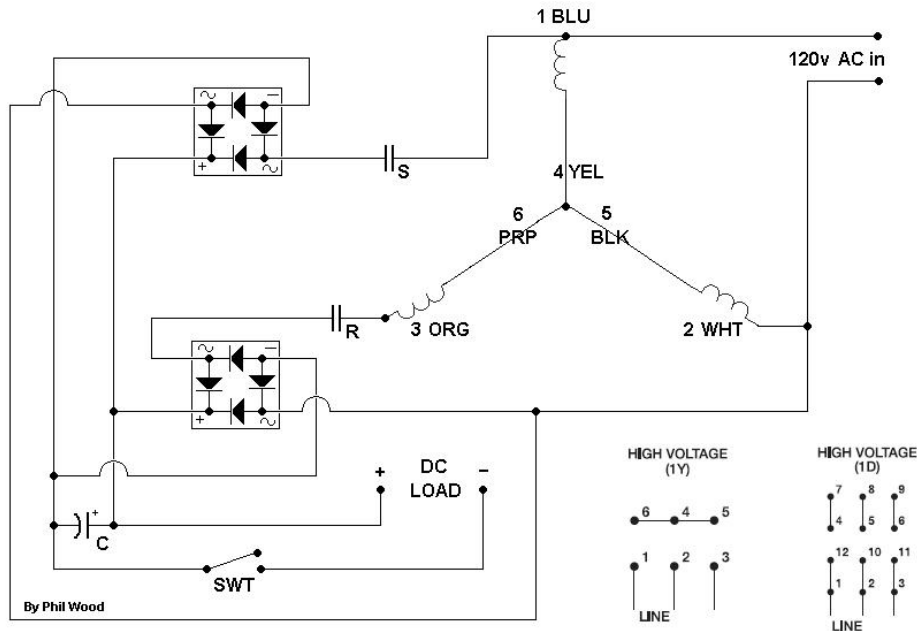 1 BLU
120v AC in
~ −
+ ~
S
4 YEL
6 5
PRP BLK
R
3 ORG
2 WHT
~ −
+ ~
+ DC −
LOAD
+
C
SWT
By Phil Wood
HIGH VOLTAGE
(1Y)
6 4 5
1 2 3
LINE
HIGH VOLTAGE
(1D)
7 8 9
4 5 6
12 10 11
1 2 3
LINE